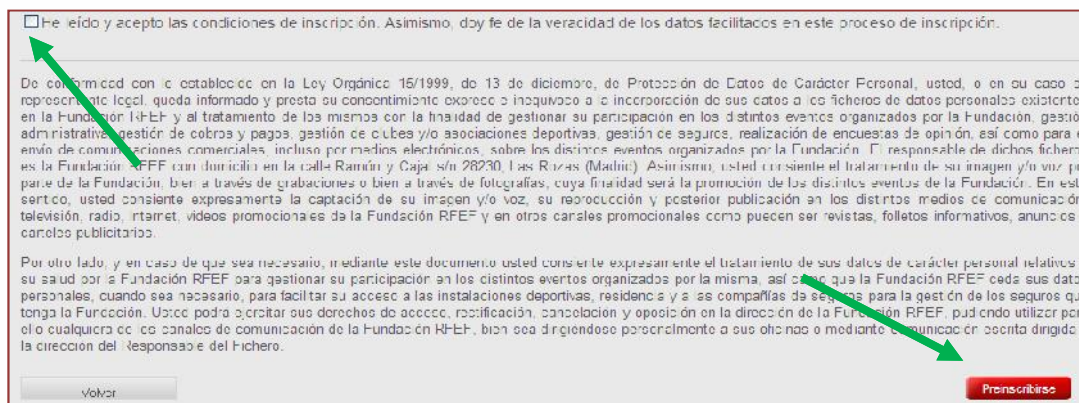 He leído y acepto las condiciones de inscripción. Asimismo, doy fe de la veracidad de los datos facilitados en este proceso de inscripción.
De conformidad con lo establecido en la Ley Orgánica 15/1999, de 13 de diciembre, de Protección de Datos de Carácter Personal, usted, o en su caso
representante legal, queda informado y presta su consentimiento expreso e inequívoco a la incorporación de sus datos a los ficheros de datos personales existente
en la Fundación RFEF y al tratamiento de los mismos con la finalidad de gestionar su participación en los distintos eventos organizados por la Fundación, gestión
administrativa, gestión de cobros y pagos, gestión de clubes y/o asociaciones deportivas, gestión de seguros, realización de encuestas de opinión, así como para e
envío de comunicaciones comerciales, incluso por medios electrónicos, sobre los distintos eventos organizados por la Fundación. El responsable de dichos fichero
es la Fundación RFEF con domicilio en la calle Ramón y Cajal s/n 28230, Las Rozas (Madrid). Asimismo, usted consiente el tratamiento de su imagen y/o voz po
parte de la Fundación, bien a través de grabaciones o bien a través de fotografías, cuya finalidad será la promoción de los distintos eventos de la Fundación. En est
sentido, usted consiente expresamente la captación de su imagen y/o voz, su reproducción y posterior publicación en los distintos medios de comunicación
televisión, radio, Internet, videos promocionales de la Fundación RFEF y en otros canales promocionales como pueden ser revistas, folletos informativos, anuncios
carteles publicitarios.
Por otro lado, y en caso de que sea necesario, mediante este documento usted consiente expresamente el tratamiento de sus datos de carácter personal relativos
su salud por la Fundación RFEF para gestionar su participación en los distintos eventos organizados por la misma, así como que la Fundación RFEF ceda sus dato
personales, cuando sea necesario, para facilitar su acceso a las instalaciones deportivas, residencia y a las compañías de seguros para la gestión de los seguros qu
tenga la Fundación. Usted podrá ejercitar sus derechos de acceso, rectificación, cancelación y oposición en la dirección de la Fundación RFEF, pudiendo utilizar par
ello cualquiera de los canales de comunicación de la Fundación RFEF, bien sea dirigiéndose personalmente a sus oficinas o mediante comunicación escrita dirigida
la dirección del Responsable del Fichero.
Volver
Preinscribirse